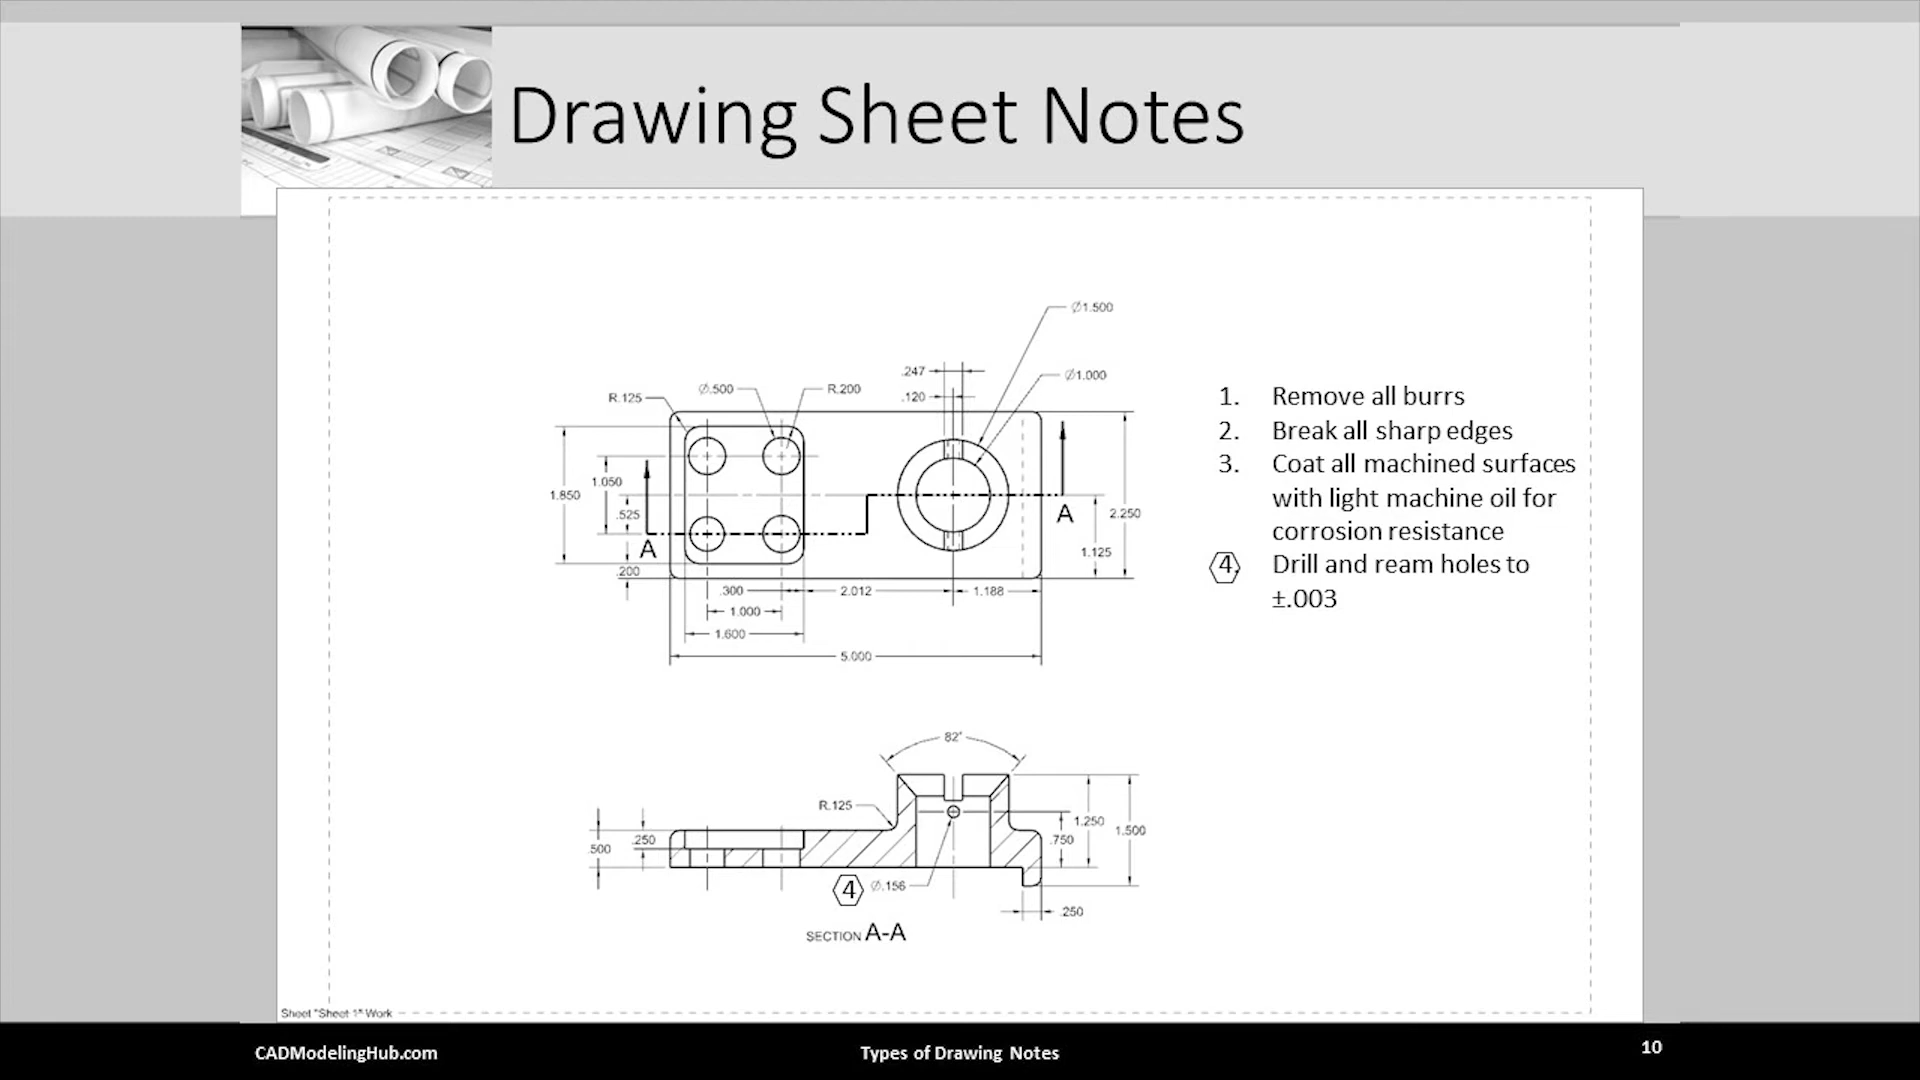 Drawing Sheet Notes
Ø1.500
.247
Ø1.000
.120
Ø.500
R.200
R.125
1. Remove all burrs
2. Break all sharp edges
3. Coat all machined surfaces
with light machine oil for
corrosion resistance
4 Drill and ream holes to
±.003
1.050
1.850
.525
A
A
2.250
1.125
.200
.300
2.012
1.188
1.000
1.600
5.000
82°
R.125
1.250
1.500
.250
.750
.500
4 Ø.156
.250
SECTION A-A
Sheet "Sheet 1" Work
CADModelingHub.com
Types of Drawing Notes
10